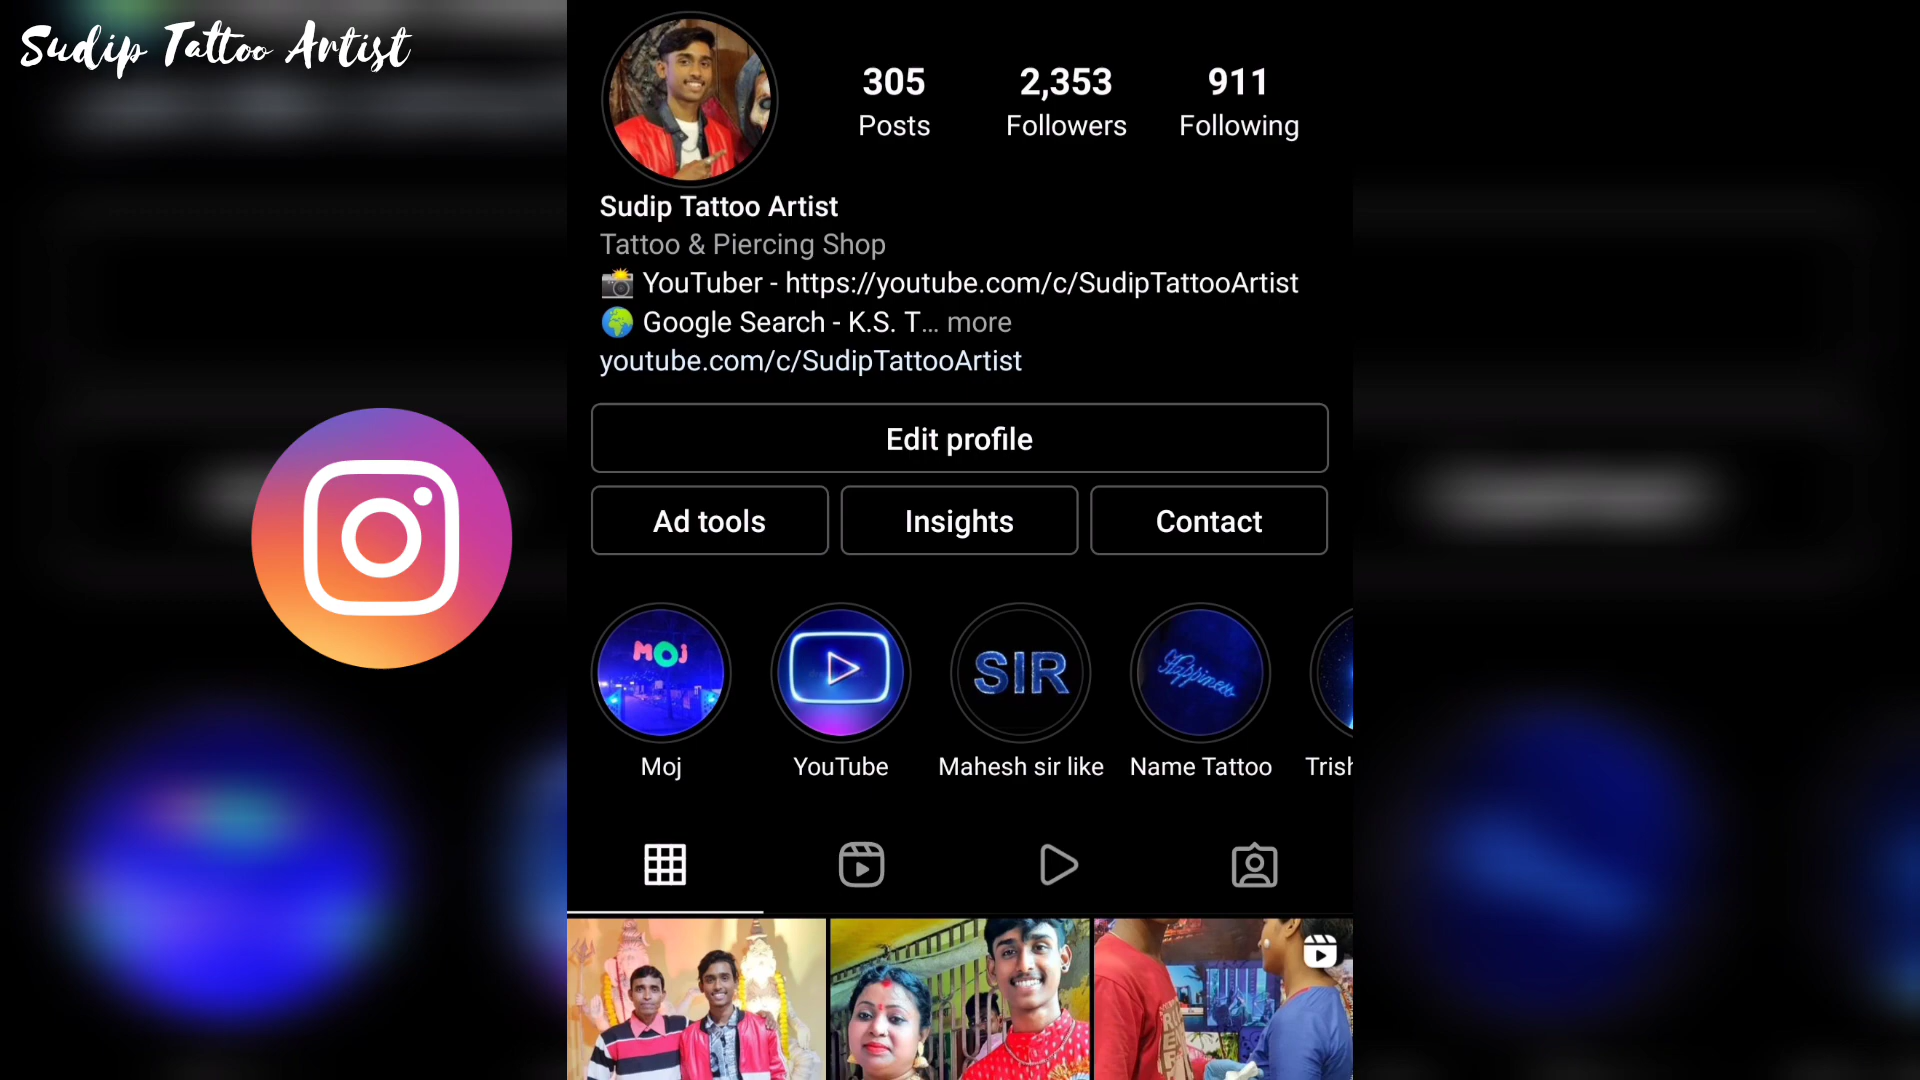 Sudip Tattoo Artist
305 2,353 911
Posts Followers Following
Sudip Tattoo Artist
Tattoo & Piercing Shop
📸 YouTuber - https://youtube.com/c/SudipTattooArtist
🌍 Google Search - K.S. T... more
youtube.com/c/SudipTattooArtist
Edit profile
Ad tools Insights Contact
MOJ SIR Happiness
Moj YouTube Mahesh sir like Name Tattoo Trish